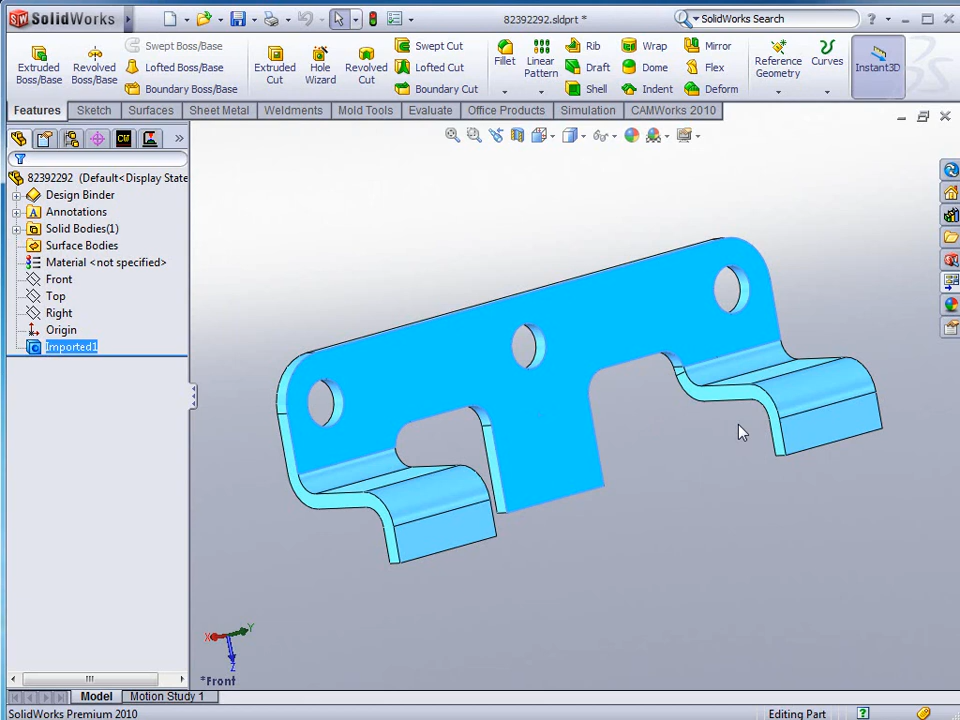 SolidWorks
82392292.sldprt *
SolidWorks Search
Extruded Boss/Base
Revolved Boss/Base
Swept Boss/Base
Lofted Boss/Base
Boundary Boss/Base
Extruded Cut
Hole Wizard
Revolved Cut
Swept Cut
Lofted Cut
Boundary Cut
Fillet
Linear Pattern
Rib
Draft
Shell
Wrap
Dome
Indent
Mirror
Flex
Deform
Reference Geometry
Curves
Instant3D
Features
Sketch
Surfaces
Sheet Metal
Weldments
Mold Tools
Evaluate
Office Products
Simulation
CAMWorks 2010
82392292 (Default<Display State
Design Binder
Annotations
Solid Bodies(1)
Surface Bodies
Material <not specified>
Front
Top
Right
Origin
Imported1
X
Y
Z
*Front
Model
Motion Study 1
SolidWorks Premium 2010
Editing Part